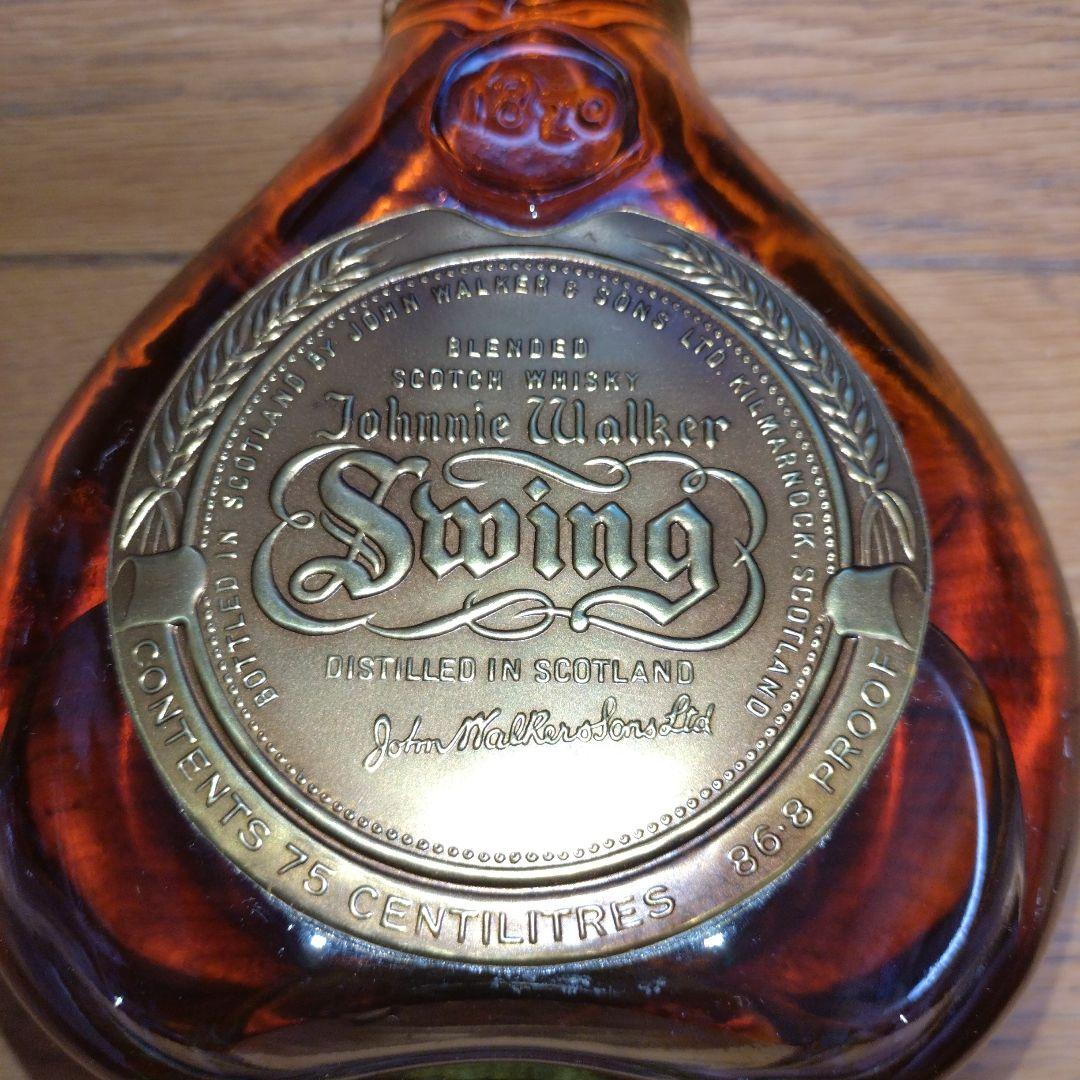 1820
BOTTLED IN SCOTLAND BY JOHN WALKER & SONS LTD. KILMARNOCK, SCOTLAND
BLENDED
SCOTCH WHISKY
Johnnie Walker
Swing
DISTILLED IN SCOTLAND
John Walker & Sons Ltd
CONTENTS 75 CENTILITRES 86·8 PROOF